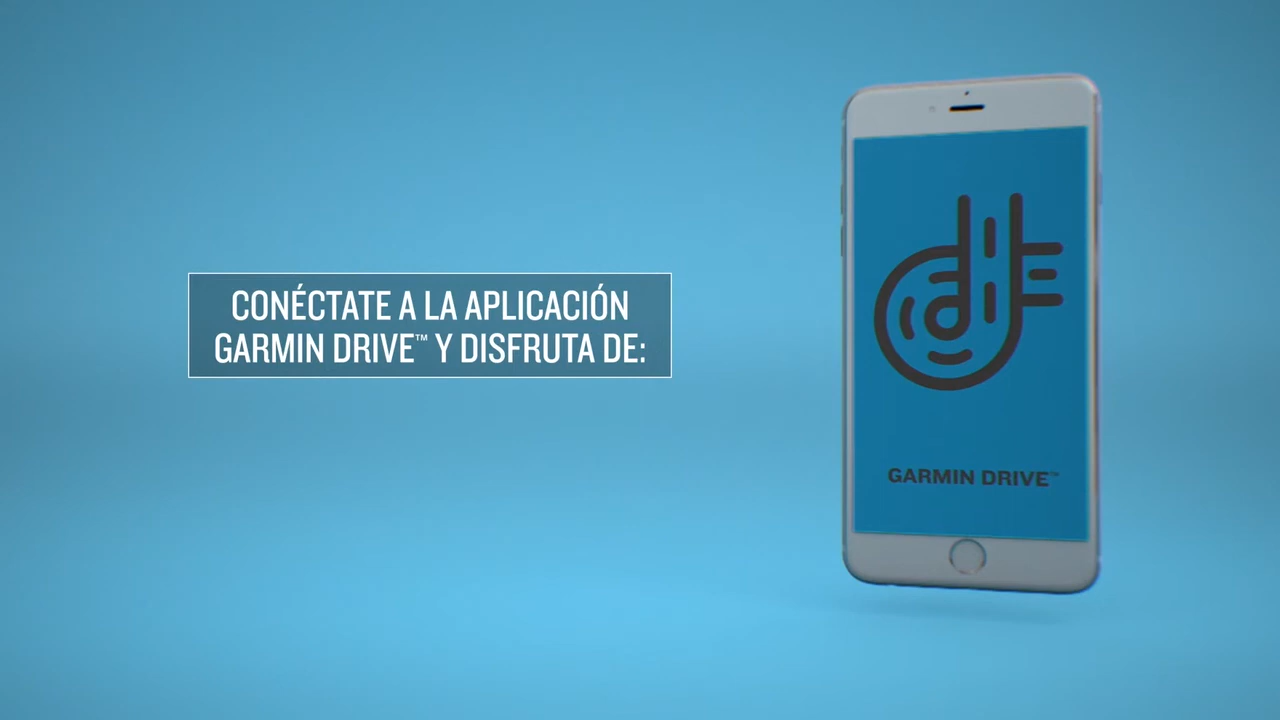 CONÉCTATE A LA APLICACIÓN
GARMIN DRIVE™ Y DISFRUTA DE:
GARMIN DRIVE™